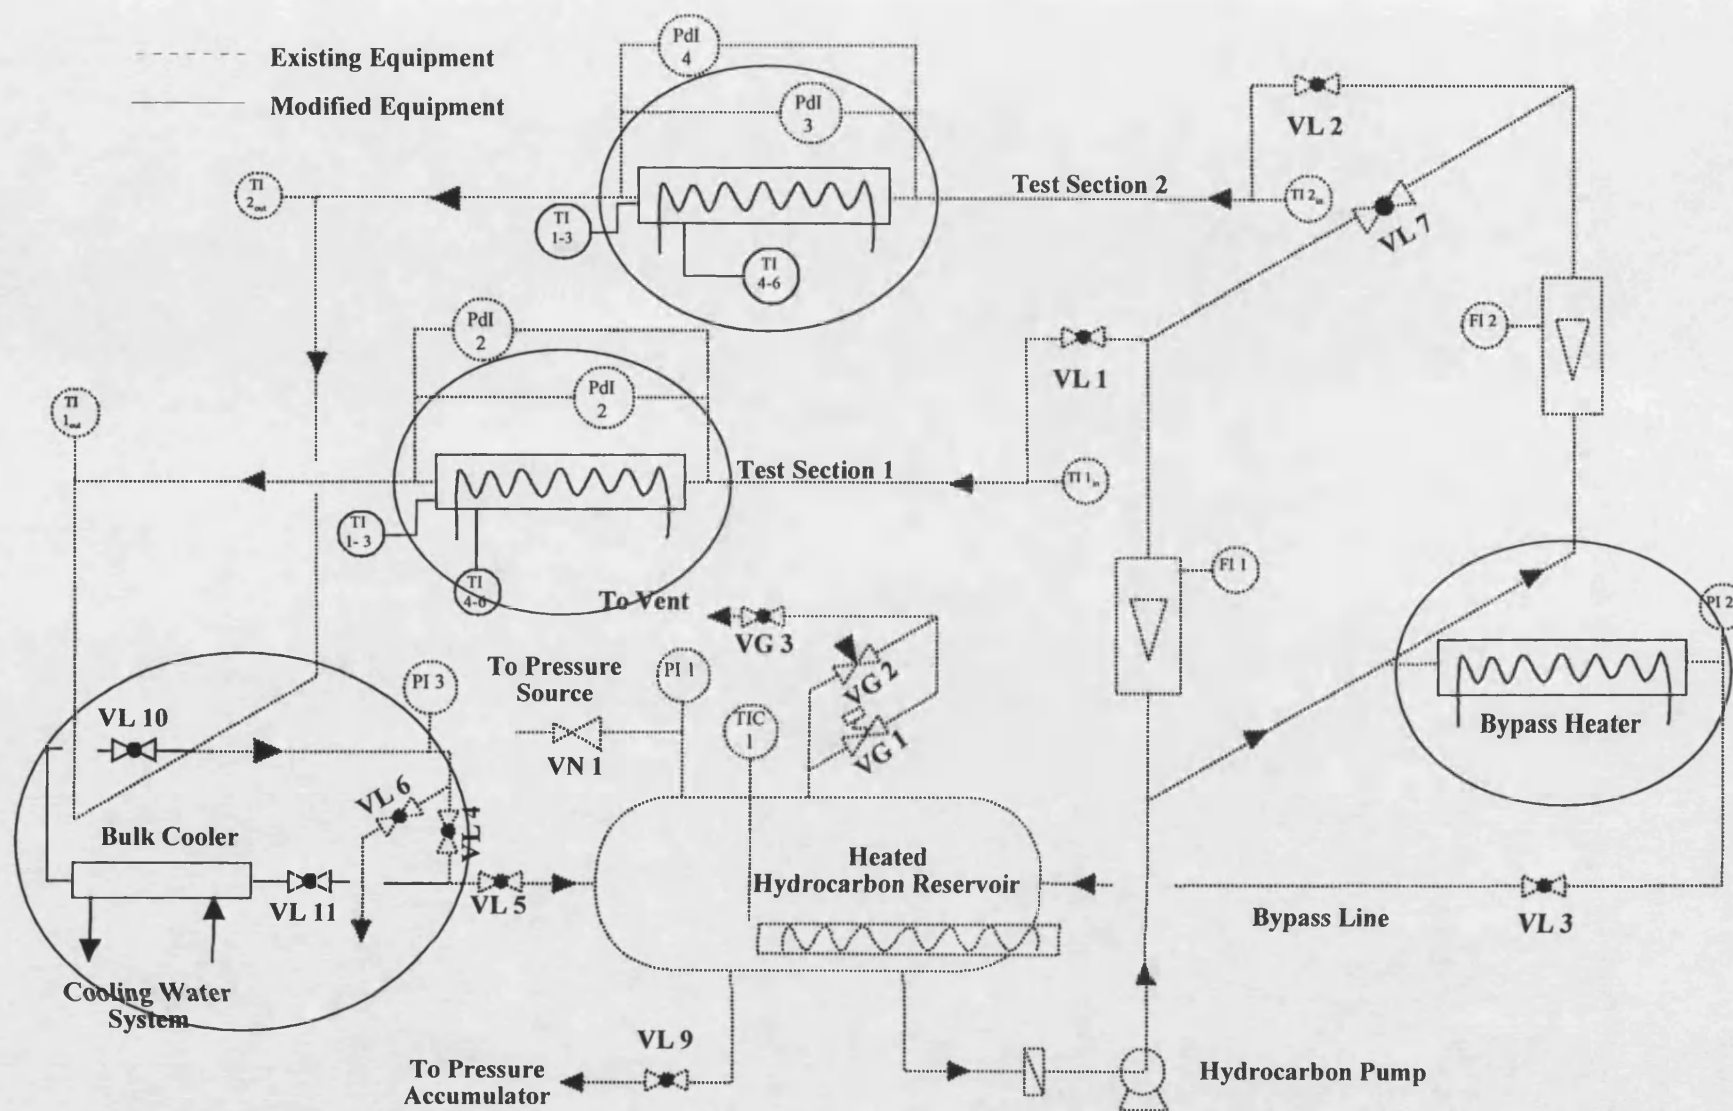 Existing Equipment
Modified Equipment
PdI
4
PdI
3
VL 2
TI
2out
Test Section 2
TI 2in
VL 7
TI
1-3
TI
4-6
PdI
2
FI 2
VL 1
PdI
2
TI
1out
Test Section 1
TI 1in
TI
1- 3
FI 1
TI
4-6
To Vent
PI 2
VG 3
To Pressure
Source
PI 1
PI 3
VG 2
VL 10
TIC
1
Bypass Heater
VG 1
VN 1
VL 6
VL 4
Bulk Cooler
Heated
Hydrocarbon Reservoir
VL 11
VL 5
Bypass Line
VL 3
Cooling Water
System
VL 9
To Pressure
Accumulator
Hydrocarbon Pump